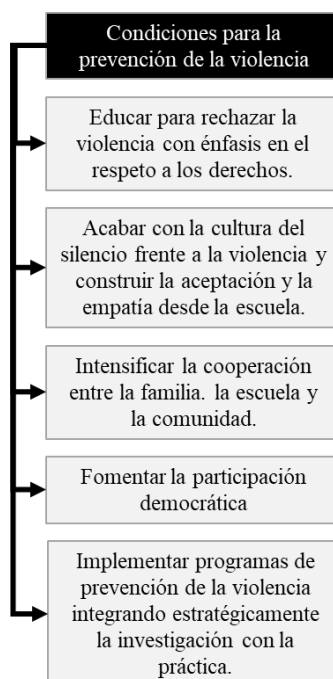 Condiciones para la
prevención de la violencia
Educar para rechazar la
violencia con énfasis en el
respeto a los derechos.
Acabar con la cultura del
silencio frente a la violencia y
construir la aceptación y la
empatía desde la escuela.
Intensificar la cooperación
entre la familia. la escuela y
la comunidad.
Fomentar la participación
democrática
Implementar programas de
prevención de la violencia
integrando estratégicamente
la investigación con la
práctica.